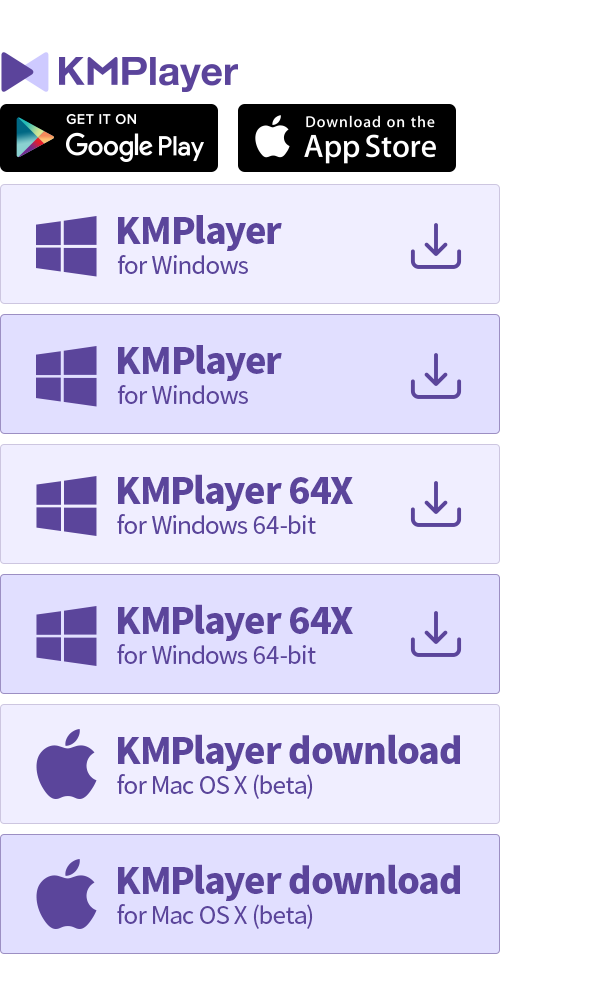 KMPlayer
GET IT ON
Google Play
Download on the
App Store
KMPlayer
for Windows
KMPlayer
for Windows
KMPlayer 64X
for Windows 64-bit
KMPlayer 64X
for Windows 64-bit
KMPlayer download
for Mac OS X (beta)
KMPlayer download
for Mac OS X (beta)